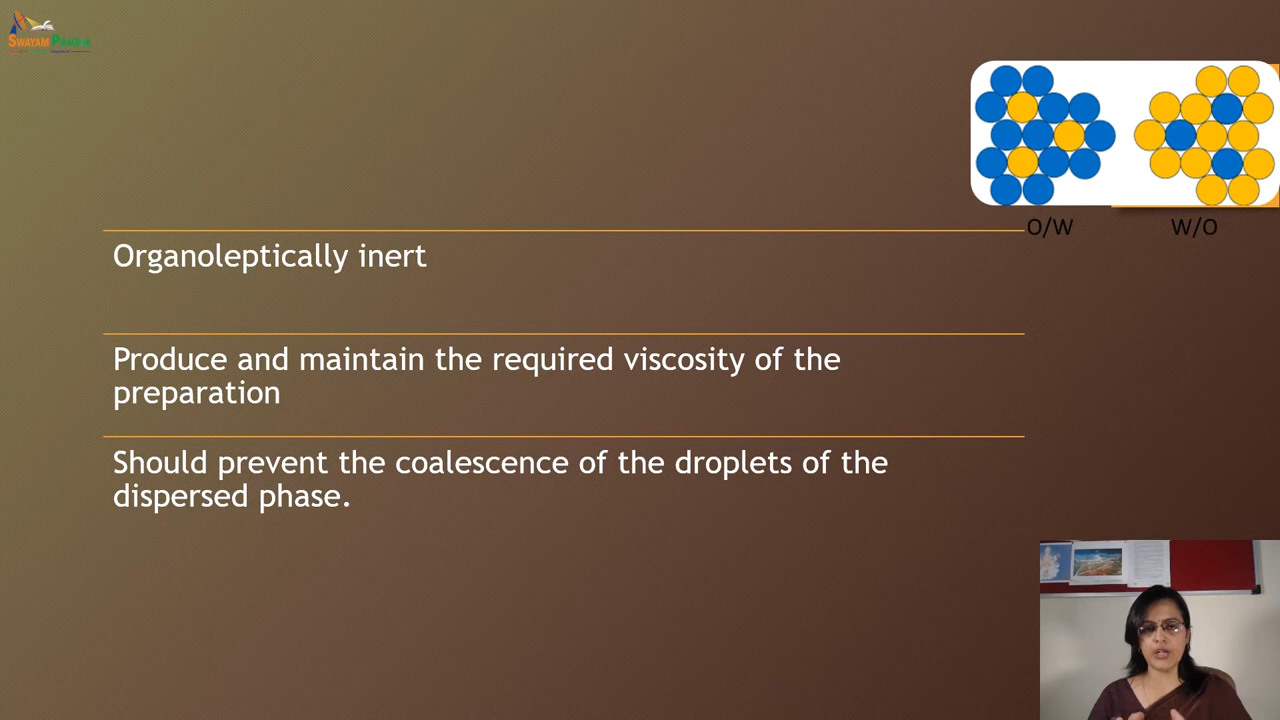 SWAYAM PRABHA
O/W
W/O
Organoleptically inert
Produce and maintain the required viscosity of the
preparation
Should prevent the coalescence of the droplets of the
dispersed phase.